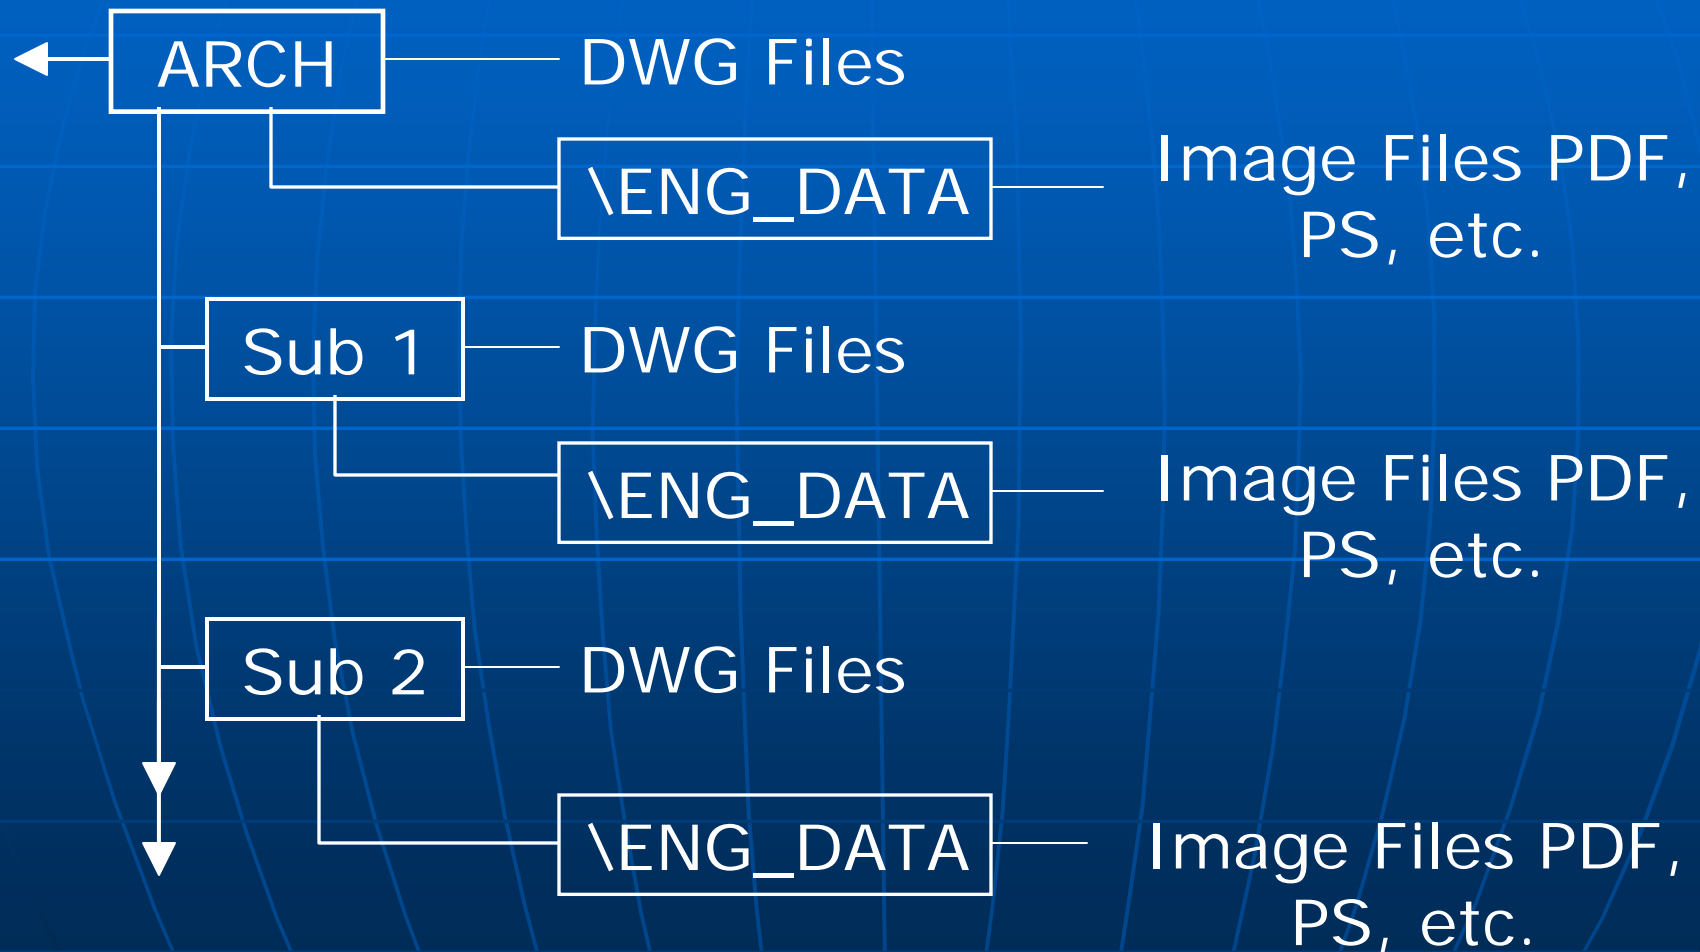 ARCH
DWG Files
\ENG_DATA
Image Files PDF,
PS, etc.
Sub 1
DWG Files
\ENG_DATA
Image Files PDF,
PS, etc.
Sub 2
DWG Files
\ENG_DATA
Image Files PDF,
PS, etc.